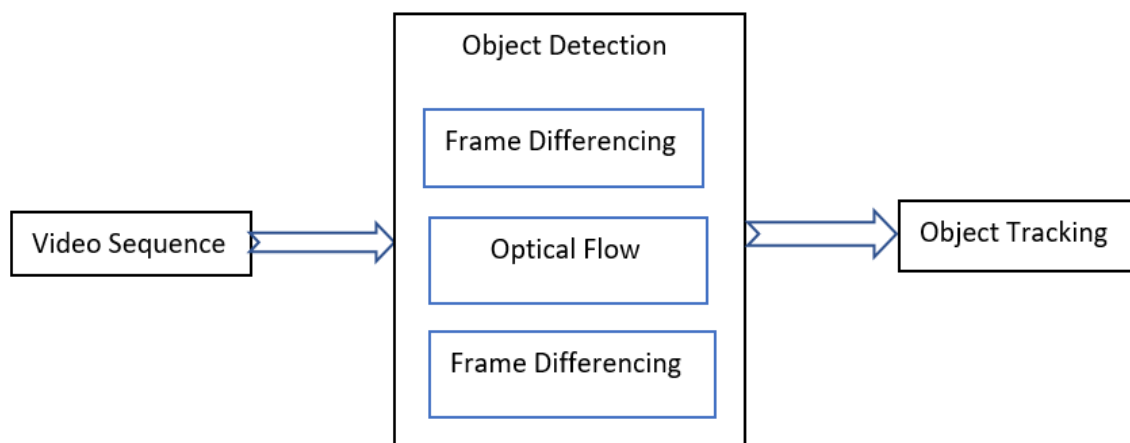 Object Detection
Frame Differencing
Video Sequence
Optical Flow
Object Tracking
Frame Differencing